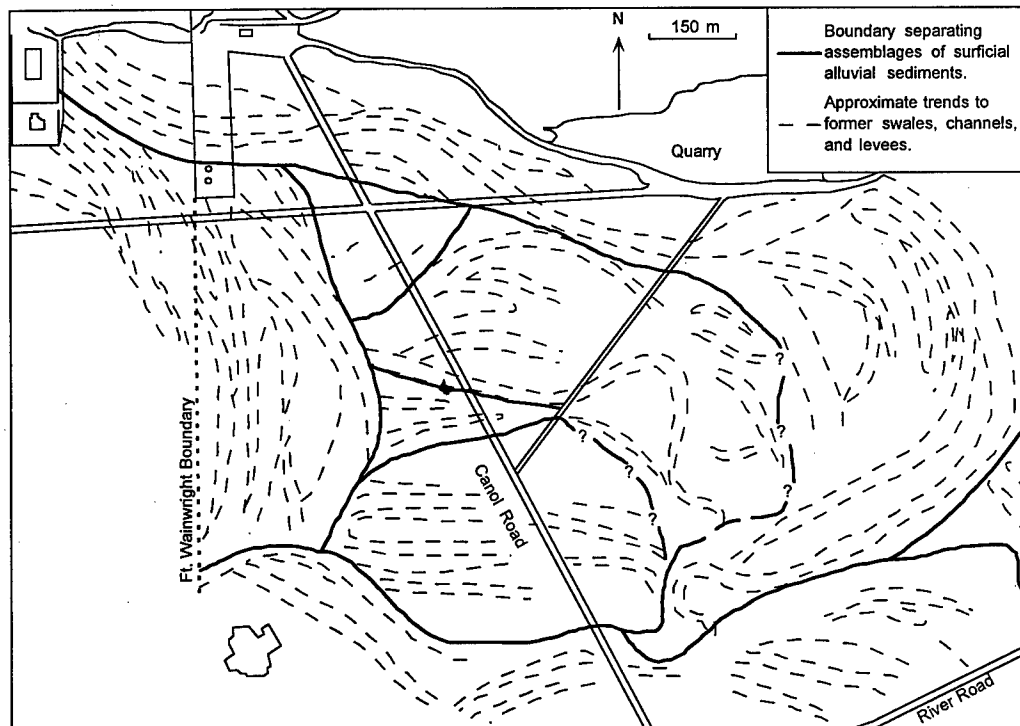 N
150 m
Boundary separating
assemblages of surficial
alluvial sediments.
Approximate trends to
former swales, channels,
and levees.
Quarry
?
?
?
?
?
?
Ft. Wainwright Boundary
Canol Road
River Road